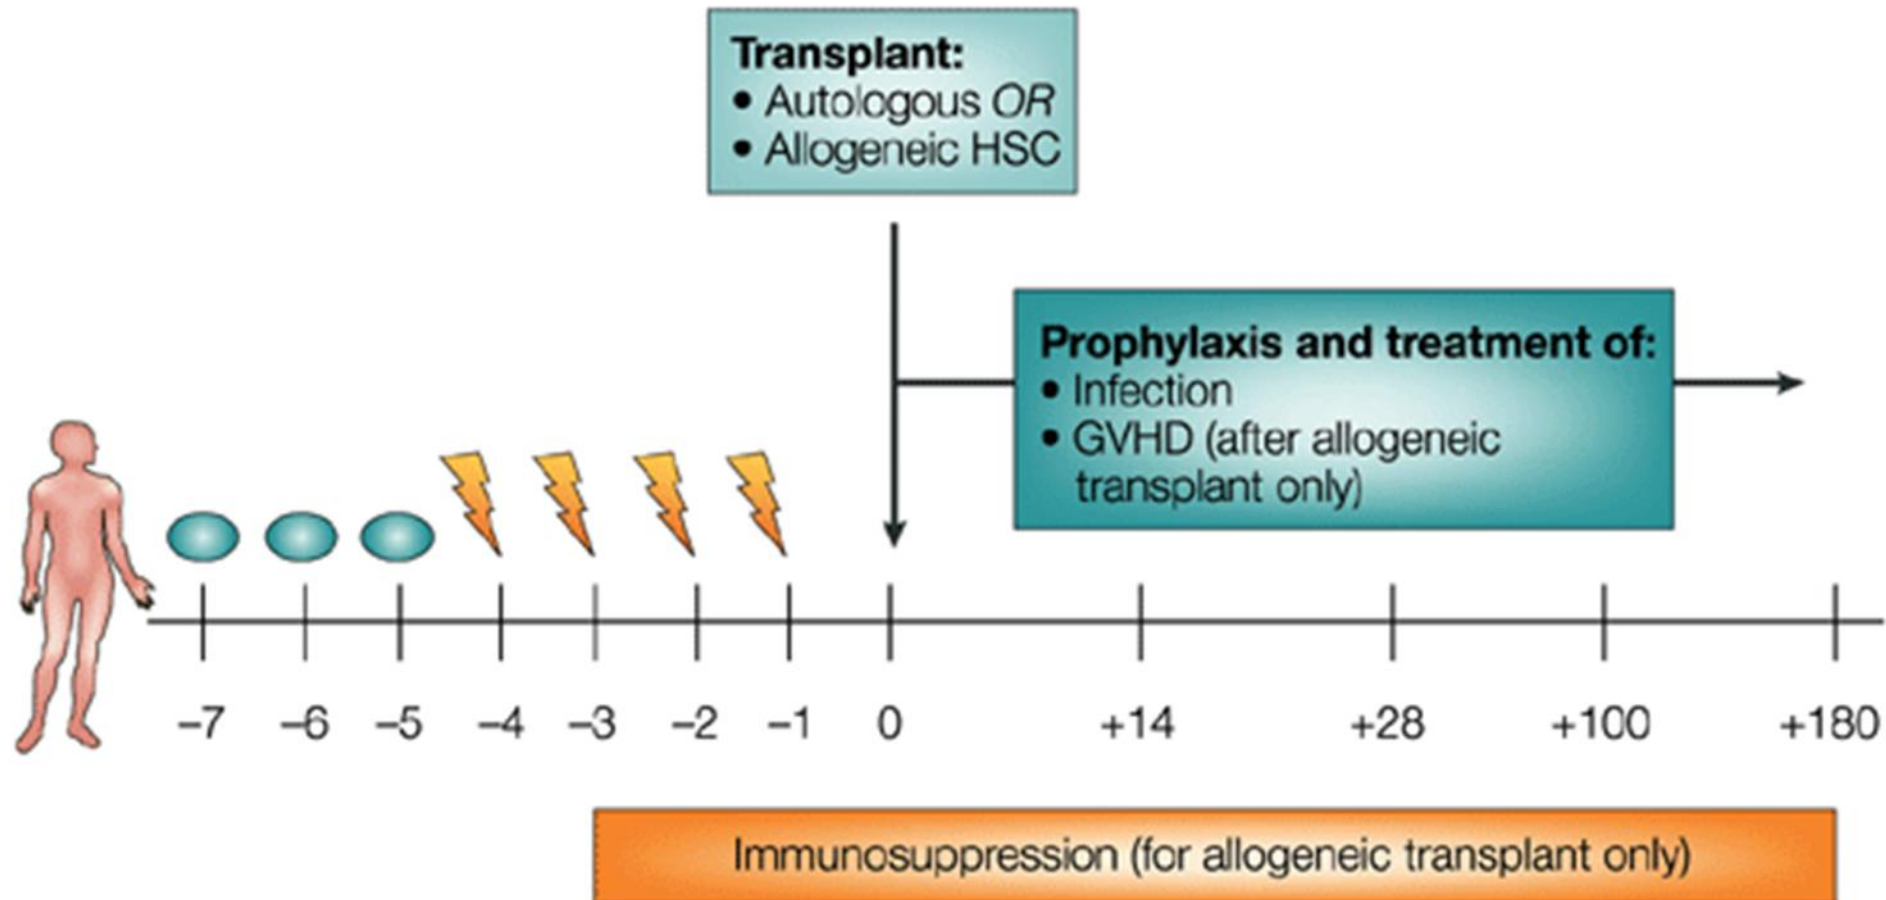 Transplant:
• Autologous OR
• Allogeneic HSC
Prophylaxis and treatment of:
• Infection
• GVHD (after allogeneic
transplant only)
–7 –6 –5 –4 –3 –2 –1 0 +14 +28 +100 +180
Immunosuppression (for allogeneic transplant only)